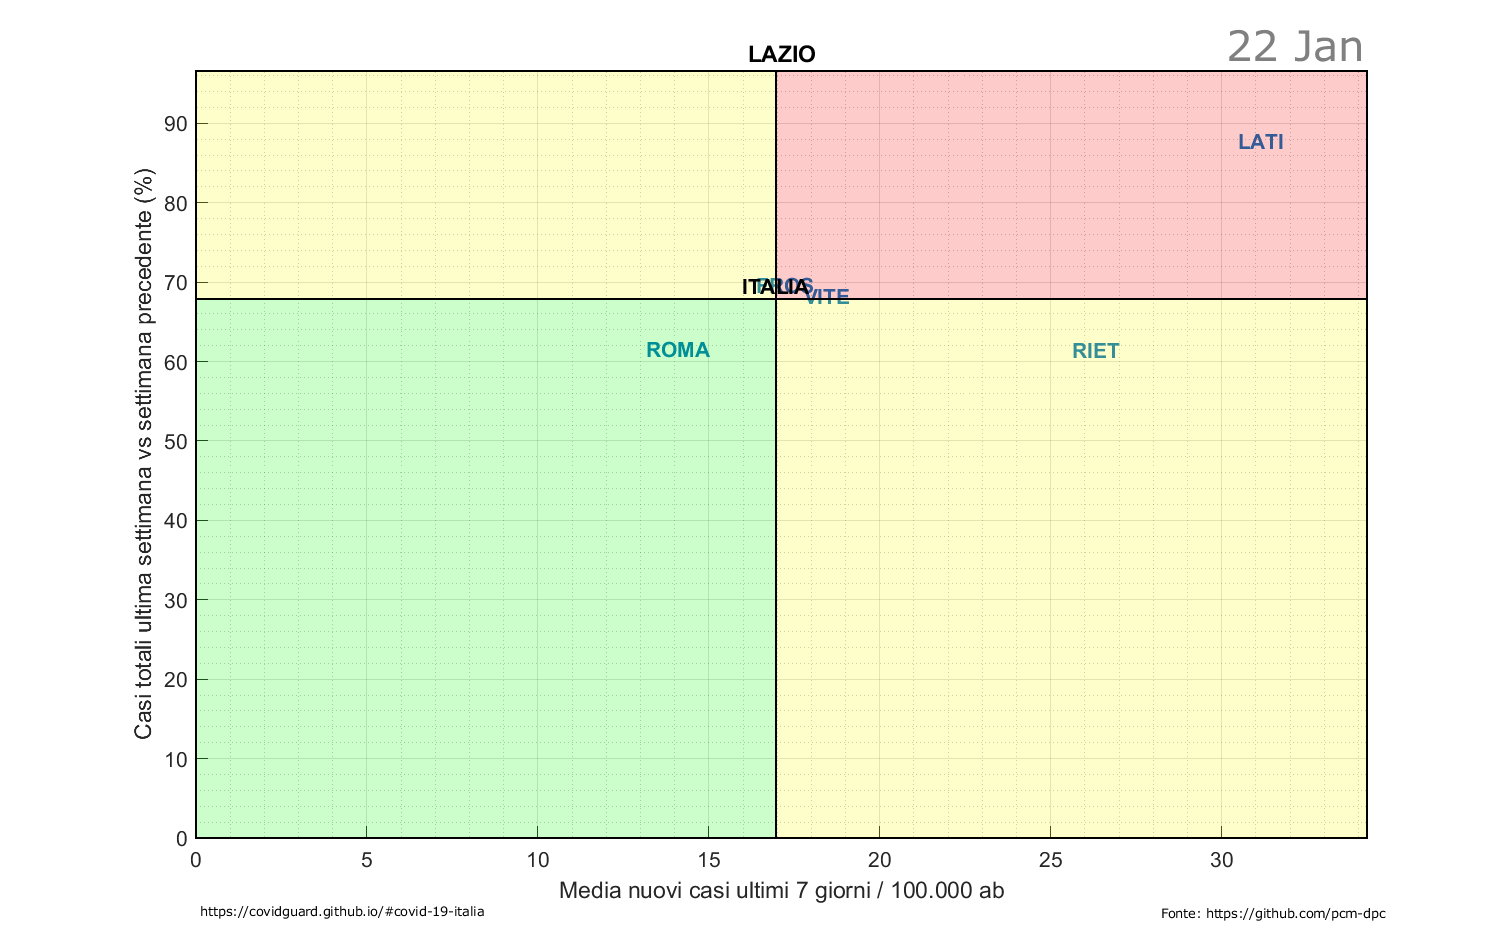 LAZIO
22 Jan
Casi totali ultima settimana vs settimana precedente (%)
90
80
70
60
50
40
30
20
10
0
LATI
FROS
ITALIA
VITE
ROMA
RIET
0 5 10 15 20 25 30
Media nuovi casi ultimi 7 giorni / 100.000 ab
https://covidguard.github.io/#covid-19-italia
Fonte: https://github.com/pcm-dpc